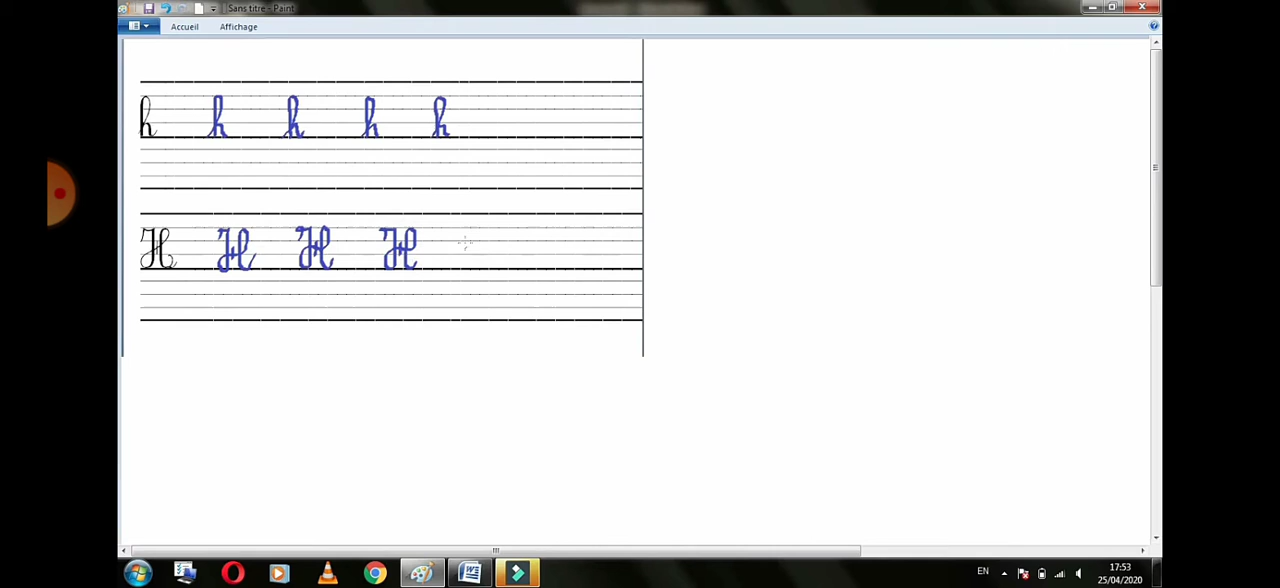 Sans titre - Paint
Accueil Affichage
h h h h h
H H H H
EN 17:53
25/04/2020